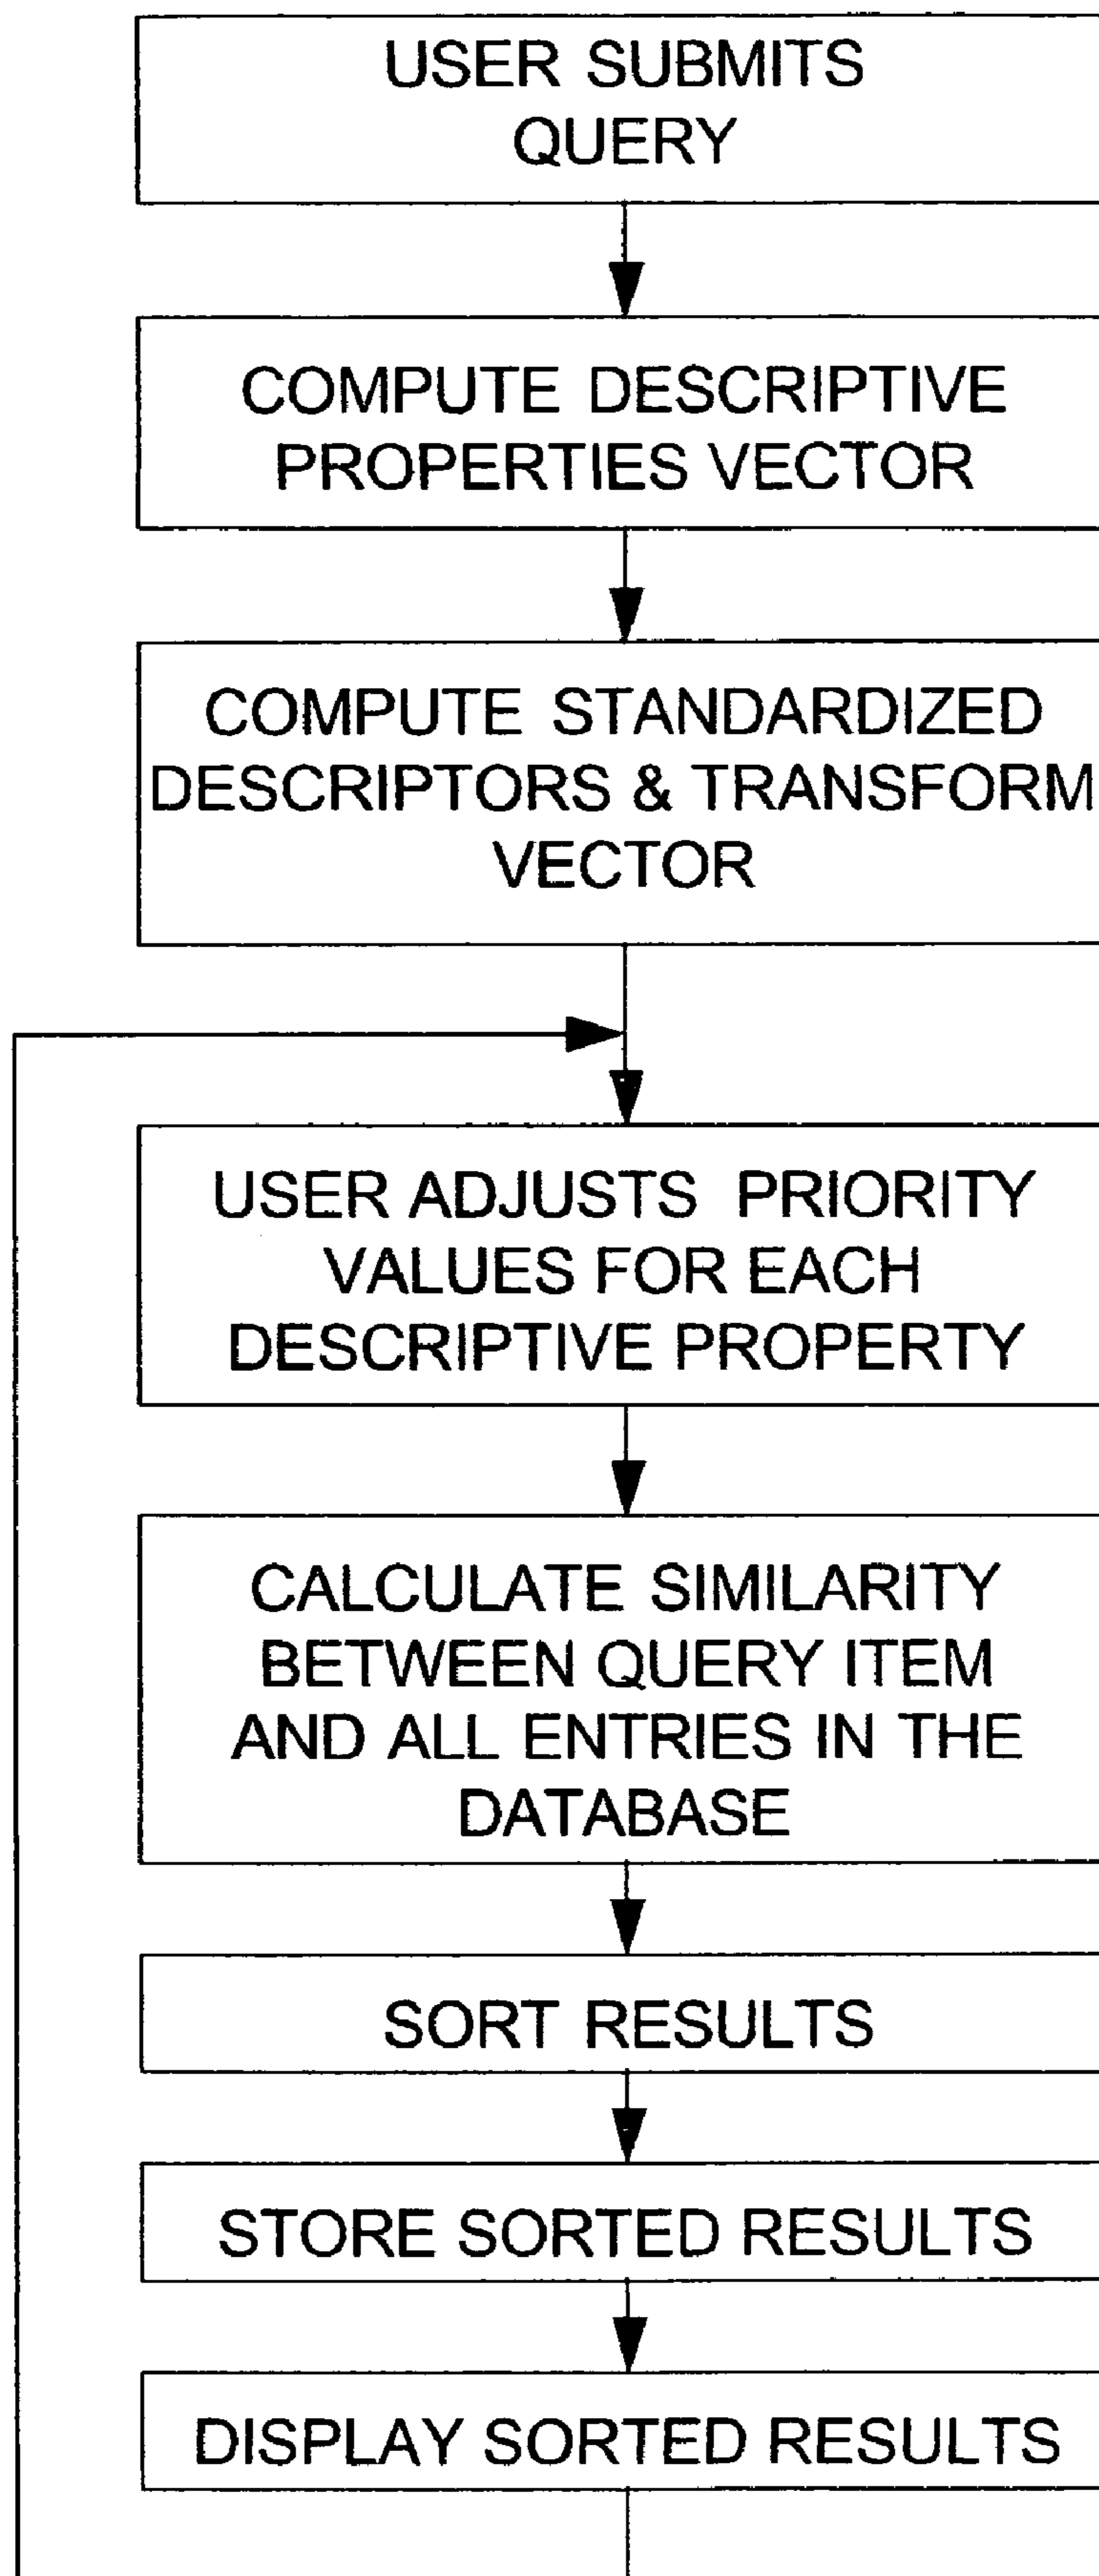 USER SUBMITS
QUERY
COMPUTE DESCRIPTIVE
PROPERTIES VECTOR
COMPUTE STANDARDIZED
DESCRIPTORS & TRANSFORM
VECTOR
USER ADJUSTS PRIORITY
VALUES FOR EACH
DESCRIPTIVE PROPERTY
CALCULATE SIMILARITY
BETWEEN QUERY ITEM
AND ALL ENTRIES IN THE
DATABASE
SORT RESULTS
STORE SORTED RESULTS
DISPLAY SORTED RESULTS